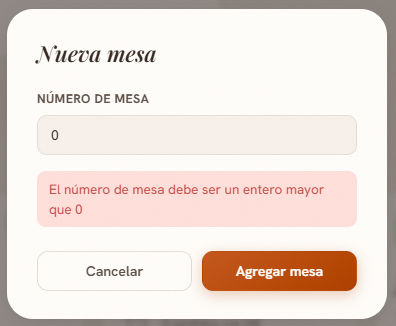 Nueva mesa
NÚMERO DE MESA
0
El número de mesa debe ser un entero mayor
que 0
Cancelar
Agregar mesa